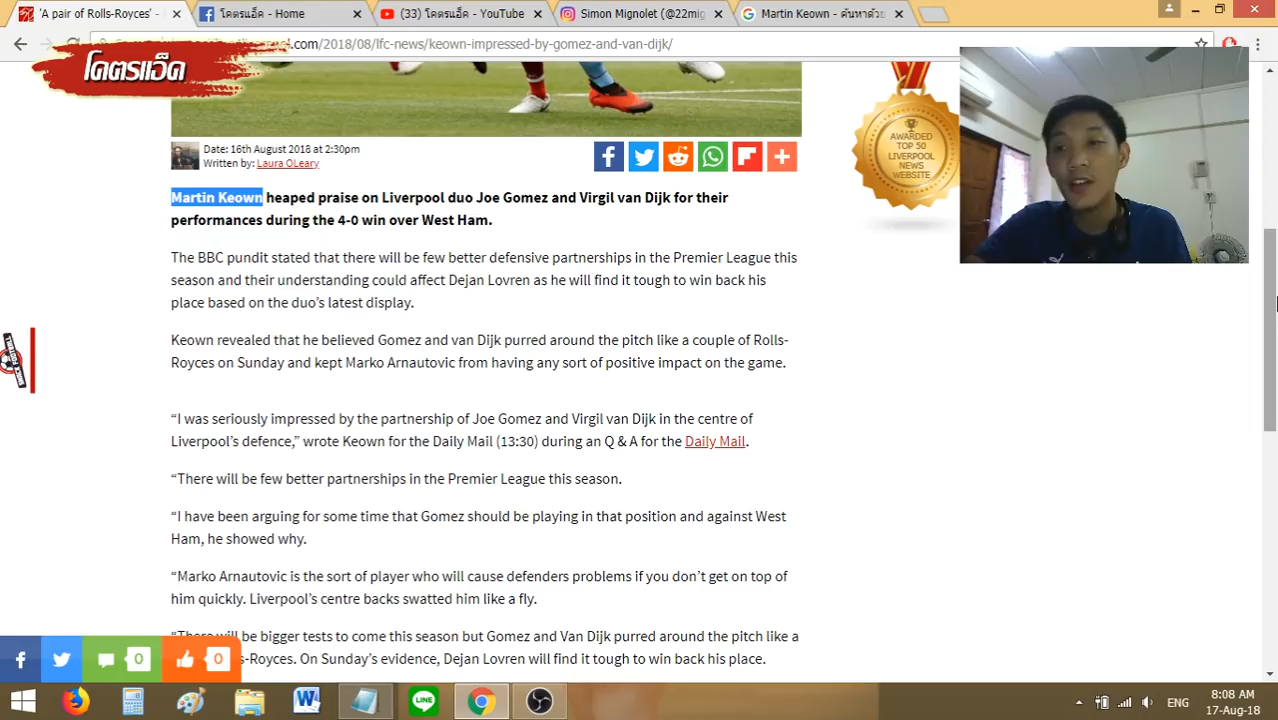 'A pair of Rolls-Royces' -
โคตรแอ็ค - Home
(33) โคตรแอ็ค - YouTube
Simon Mignolet (@22mig
Martin Keown - ค้นหาด้วย
.com/2018/08/lfc-news/keown-impressed-by-gomez-and-van-dijk/
โคตรแอ็ค
AWARDED
TOP 50
LIVERPOOL
NEWS
WEBSITE
Date: 16th August 2018 at 2:30pm
Written by: Laura OLeary
Martin Keown heaped praise on Liverpool duo Joe Gomez and Virgil van Dijk for their
performances during the 4-0 win over West Ham.
The BBC pundit stated that there will be few better defensive partnerships in the Premier League this
season and their understanding could affect Dejan Lovren as he will find it tough to win back his
place based on the duo's latest display.
Keown revealed that he believed Gomez and van Dijk purred around the pitch like a couple of Rolls-
Royces on Sunday and kept Marko Arnautovic from having any sort of positive impact on the game.
“I was seriously impressed by the partnership of Joe Gomez and Virgil van Dijk in the centre of
Liverpool's defence,” wrote Keown for the Daily Mail (13:30) during an Q & A for the Daily Mail.
“There will be few better partnerships in the Premier League this season.
“I have been arguing for some time that Gomez should be playing in that position and against West
Ham, he showed why.
“Marko Arnautovic is the sort of player who will cause defenders problems if you don't get on top of
him quickly. Liverpool's centre backs swatted him like a fly.
“There will be bigger tests to come this season but Gomez and Van Dijk purred around the pitch like a
s-Royces. On Sunday's evidence, Dejan Lovren will find it tough to win back his place.
0
0
ENG
8:08 AM
17-Aug-18